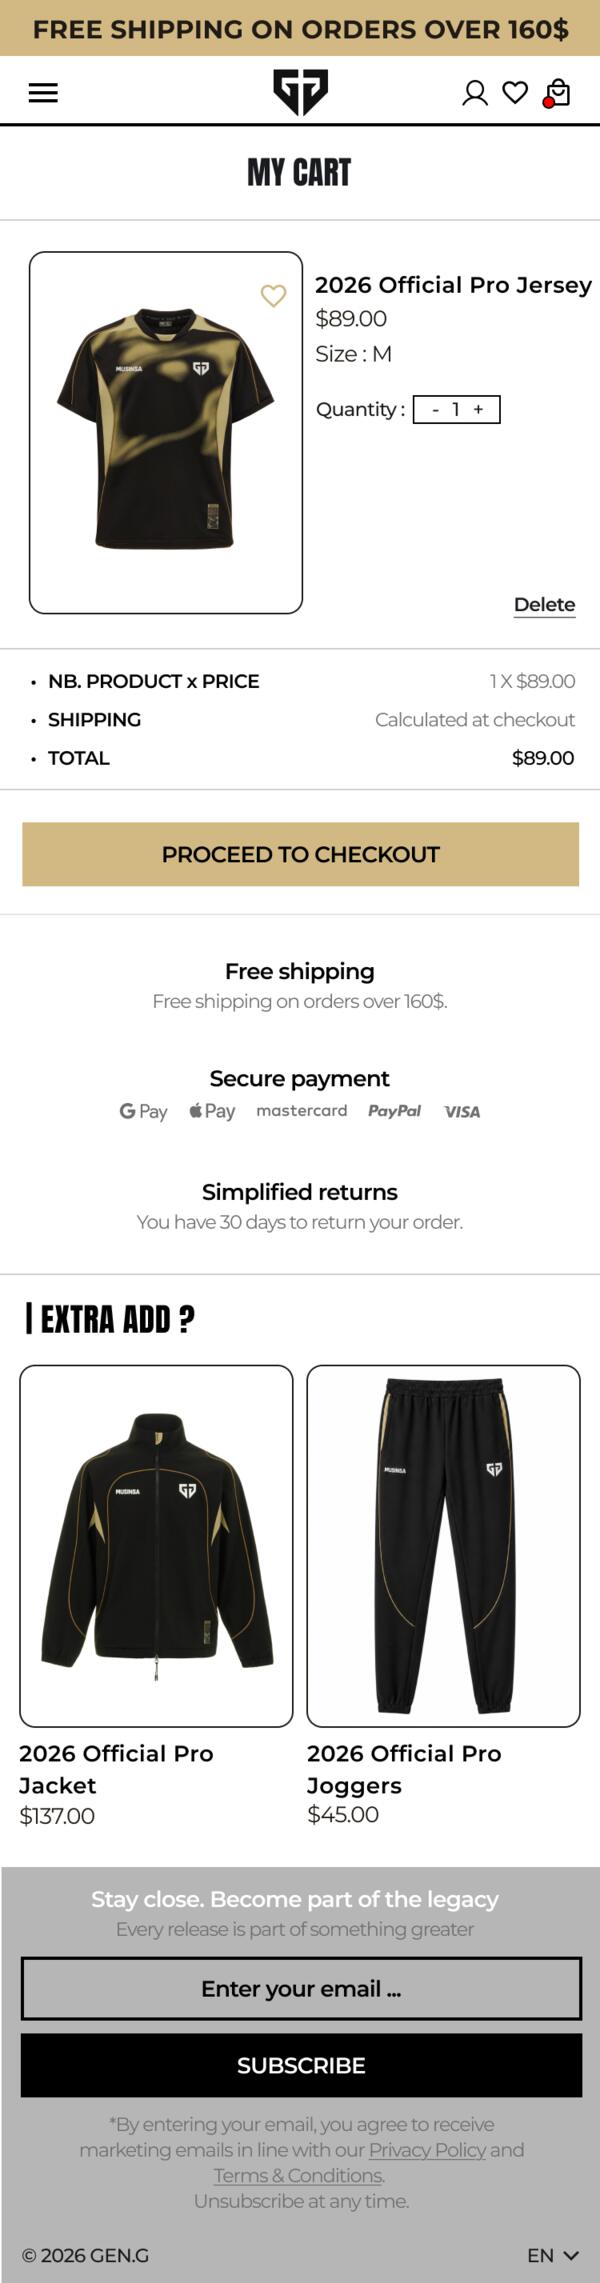 FREE SHIPPING ON ORDERS OVER 160$
MY CART
2026 Official Pro Jersey
$89.00
Size : M
Quantity : - 1 +
MUSINSA
Delete
• NB. PRODUCT x PRICE 1 X $89.00
• SHIPPING Calculated at checkout
• TOTAL $89.00
PROCEED TO CHECKOUT
Free shipping
Free shipping on orders over 160$.
Secure payment
G Pay Pay mastercard PayPal VISA
Simplified returns
You have 30 days to return your order.
| EXTRA ADD ?
MUSINSA
MUSINSA
2026 Official Pro
Jacket
$137.00
2026 Official Pro
Joggers
$45.00
Stay close. Become part of the legacy
Every release is part of something greater
Enter your email ...
SUBSCRIBE
*By entering your email, you agree to receive
marketing emails in line with our Privacy Policy and
Terms & Conditions.
Unsubscribe at any time.
© 2026 GEN.G EN